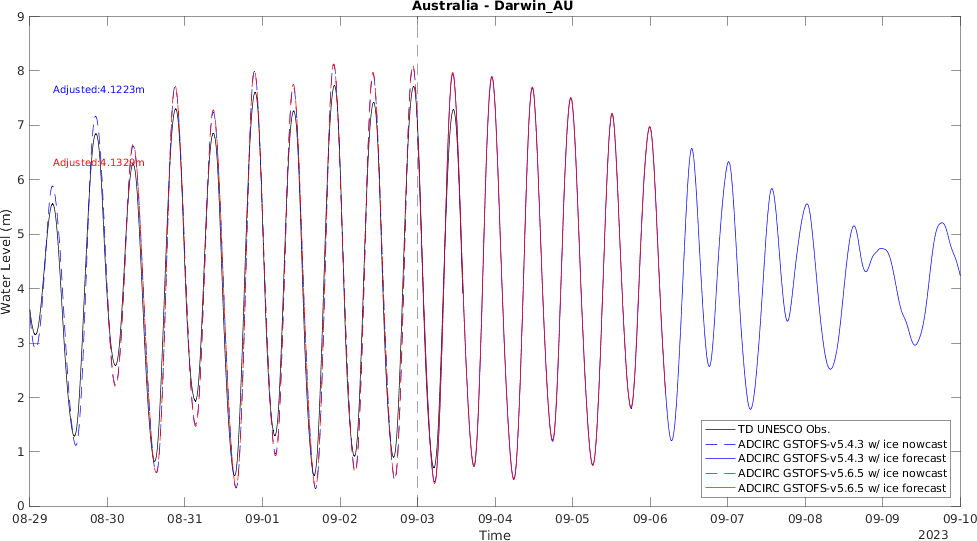 Australia - Darwin_AU
9
8
7
6
5
4
3
2
1
0
Water Level (m)
Adjusted:4.1223m
Adjusted:4.1329m
TD UNESCO Obs.
ADCIRC GSTOFS-v5.4.3 w/ ice nowcast
ADCIRC GSTOFS-v5.4.3 w/ ice forecast
ADCIRC GSTOFS-v5.6.5 w/ ice nowcast
ADCIRC GSTOFS-v5.6.5 w/ ice forecast
08-29 08-30 08-31 09-01 09-02 09-03 09-04 09-05 09-06 09-07 09-08 09-09 09-10
Time
2023